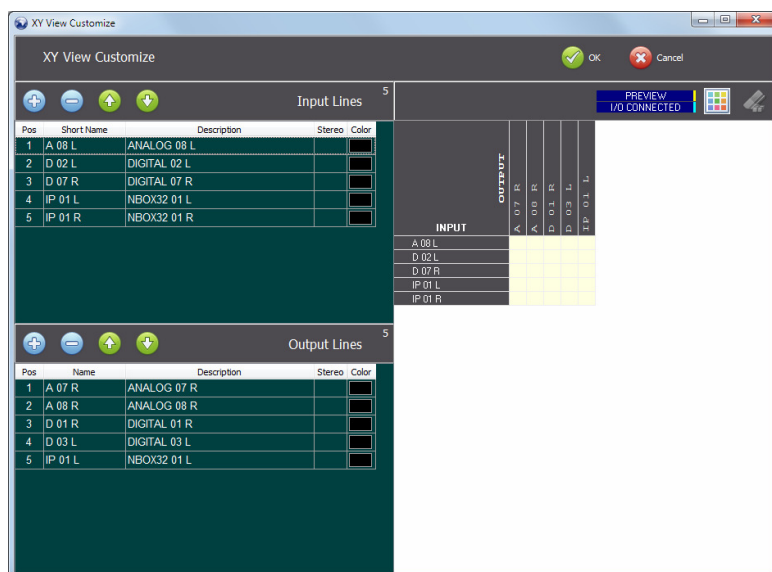 XY View Customize
XY View Customize
OK
Cancel
Input Lines
5
Pos Short Name Description Stereo Color
1 A 08 L ANALOG 08 L
2 D 02 L DIGITAL 02 L
3 D 07 R DIGITAL 07 R
4 IP 01 L NBOX32 01 L
5 IP 01 R NBOX32 01 R
PREVIEW
I/O CONNECTED
OUTPUT
A 07 R
A 08 R
D 01 R
D 03 L
IP 01 L
INPUT
A 08 L
D 02 L
D 07 R
IP 01 L
IP 01 R
Output Lines
5
Pos Name Description Stereo Color
1 A 07 R ANALOG 07 R
2 A 08 R ANALOG 08 R
3 D 01 R DIGITAL 01 R
4 D 03 L DIGITAL 03 L
5 IP 01 L NBOX32 01 L